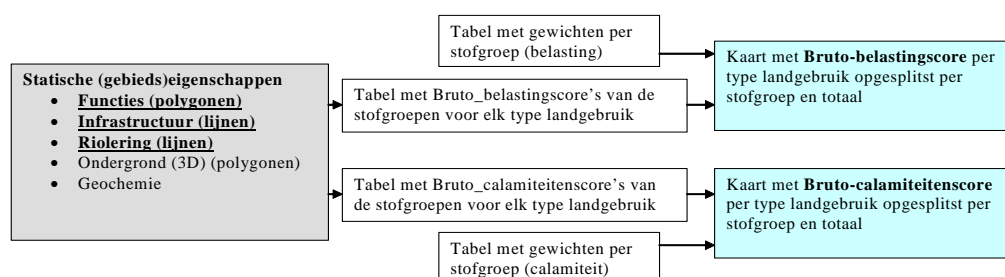 Tabel met gewichten per
stofgroep (belasting)
Kaart met Bruto-belastingscore per
type landgebruik opgesplitst per
stofgroep en totaal
Statische (gebieds)eigenschappen
• Functies (polygonen)
• Infrastructuur (lijnen)
• Riolering (lijnen)
• Ondergrond (3D) (polygonen)
• Geochemie
Tabel met Bruto_belastingscore's van de
stofgroepen voor elk type landgebruik
Tabel met Bruto_calamiteitenscore's van
de stofgroepen voor elk type landgebruik
Kaart met Bruto-calamiteitenscore
per type landgebruik opgesplitst per
stofgroep en totaal
Tabel met gewichten per
stofgroep (calamiteit)